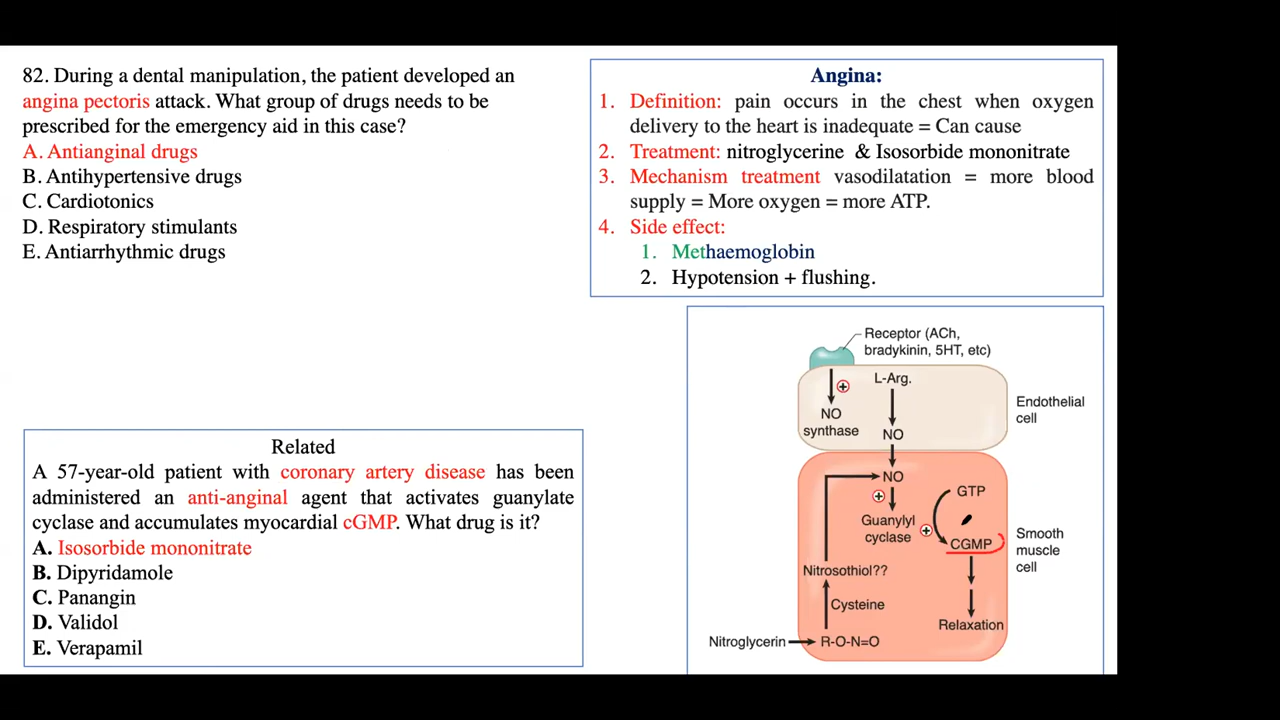 82. During a dental manipulation, the patient developed an
angina pectoris attack. What group of drugs needs to be
prescribed for the emergency aid in this case?
A. Antianginal drugs
B. Antihypertensive drugs
C. Cardiotonics
D. Respiratory stimulants
E. Antiarrhythmic drugs
Angina:
1. Definition: pain occurs in the chest when oxygen
delivery to the heart is inadequate = Can cause
2. Treatment: nitroglycerine & Isosorbide mononitrate
3. Mechanism treatment vasodilatation = more blood
supply = More oxygen = more ATP.
4. Side effect:
1. Methaemoglobin
2. Hypotension + flushing.
Related
A 57-year-old patient with coronary artery disease has been
administered an anti-anginal agent that activates guanylate
cyclase and accumulates myocardial cGMP. What drug is it?
A. Isosorbide mononitrate
B. Dipyridamole
C. Panangin
D. Validol
E. Verapamil
Receptor (ACh,
bradykinin, 5HT, etc)
L-Arg.
+
NO
synthase
NO
Endothelial
cell
NO
+
GTP
Guanylyl
cyclase
+
CGMP
Smooth
muscle
cell
Nitrosothiol??
Cysteine
Relaxation
Nitroglycerin
R-O-N=O